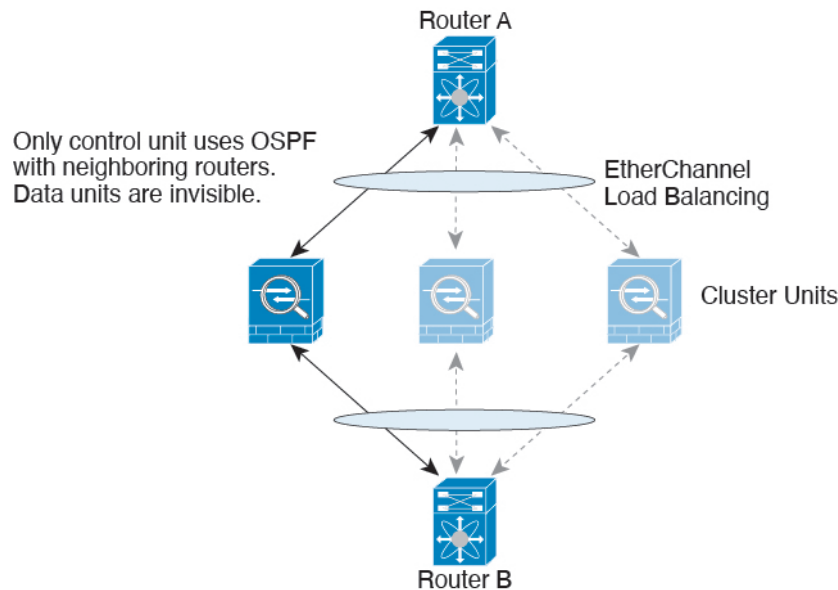 Router A
Only control unit uses OSPF
with neighboring routers.
Data units are invisible.
EtherChannel
Load Balancing
Cluster Units
Router B